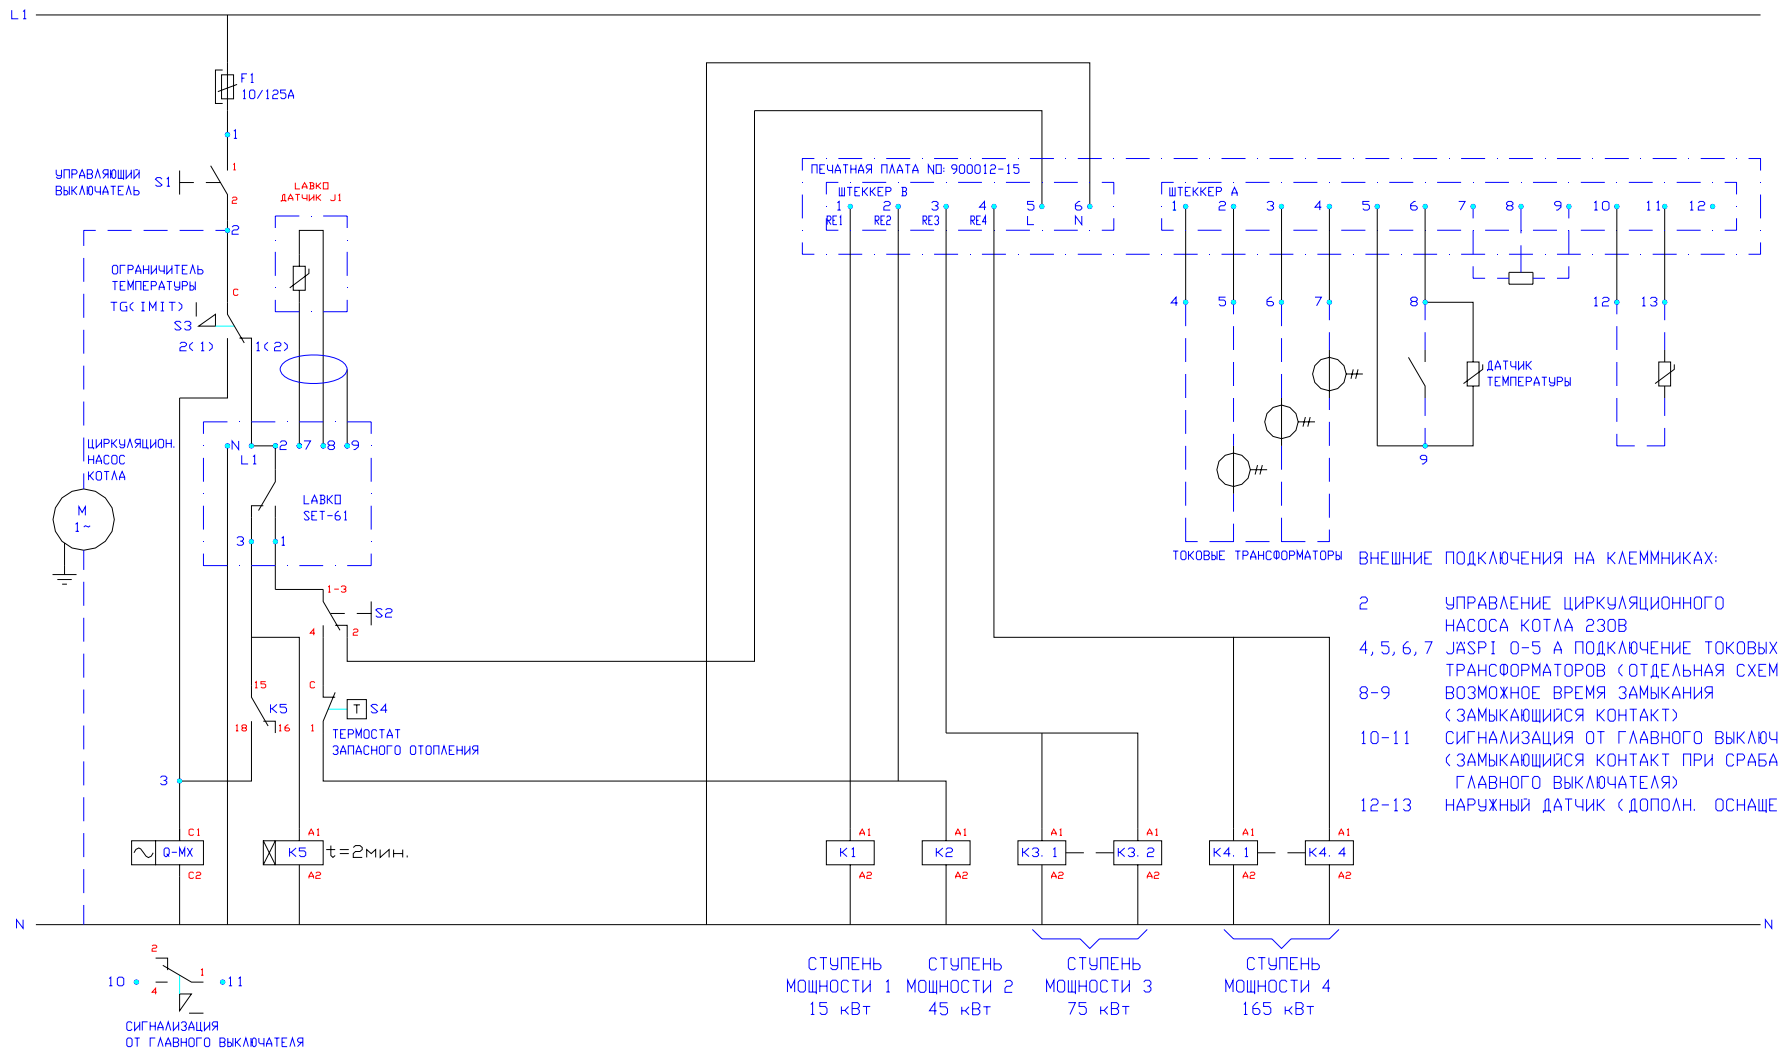 L1
F1
10/125A
1
УПРАВЛЯЮЩИЙ
ВЫКЛЮЧАТЕЛЬ
S1
1
2
2
LABKO
ДАТЧИК J1
ОГРАНИЧИТЕЛЬ
ТЕМПЕРАТУРЫ
TG(IMIT)
C
S3
2(1)
1(2)
ЦИРКУЛЯЦИОН.
НАСОС
КОТЛА
M
1~
N
L1
2
7
8
9
LABKO
SET-61
3
1
1-3
S2
4
2
15
K5
18
16
C
T
S4
1
ТЕРМОСТАТ
ЗАПАСНОГО ОТОПЛЕНИЯ
3
C1
Q-MX
C2
A1
K5
t=2мин.
A2
ПЕЧАТНАЯ ПЛАТА NO: 900012-15
ШТЕККЕР B
1 2 3 4 5 6
RE1 RE2 RE3 RE4 L N
ШТЕККЕР A
1 2 3 4 5 6 7 8 9 10 11 12
4 5 6 7 8 12 13
ДАТЧИК
ТЕМПЕРАТУРЫ
9
ТОКОВЫЕ ТРАНСФОРМАТОРЫ
ВНЕШНИЕ ПОДКЛЮЧЕНИЯ НА КЛЕММНИКАХ:
2 УПРАВЛЕНИЕ ЦИРКУЛЯЦИОННОГО
НАСОСА КОТЛА 230В
4,5,6,7 JÄSPI 0-5 А ПОДКЛЮЧЕНИЕ ТОКОВЫХ
ТРАНСФОРМАТОРОВ (ОТДЕЛЬНАЯ СХЕМ
8-9 ВОЗМОЖНОЕ ВРЕМЯ ЗАМЫКАНИЯ
(ЗАМЫКАЮЩИЙСЯ КОНТАКТ)
10-11 СИГНАЛИЗАЦИЯ ОТ ГЛАВНОГО ВЫКЛЮЧ
(ЗАМЫКАЮЩИЙСЯ КОНТАКТ ПРИ СРАБА
ГЛАВНОГО ВЫКЛЮЧАТЕЛЯ)
12-13 НАРУЖНЫЙ ДАТЧИК (ДОПОЛН. ОСНАЩЕ
A1 A1 A1 A1 A1 A1
K1 K2 K3.1 K3.2 K4.1 K4.4
A2 A2 A2 A2 A2 A2
N
N
2
10
1
11
4
СИГНАЛИЗАЦИЯ
ОТ ГЛАВНОГО ВЫКЛЮЧАТЕЛЯ
СТУПЕНЬ
МОЩНОСТИ 1
15 кВт
СТУПЕНЬ
МОЩНОСТИ 2
45 кВт
СТУПЕНЬ
МОЩНОСТИ 3
75 кВт
СТУПЕНЬ
МОЩНОСТИ 4
165 кВт